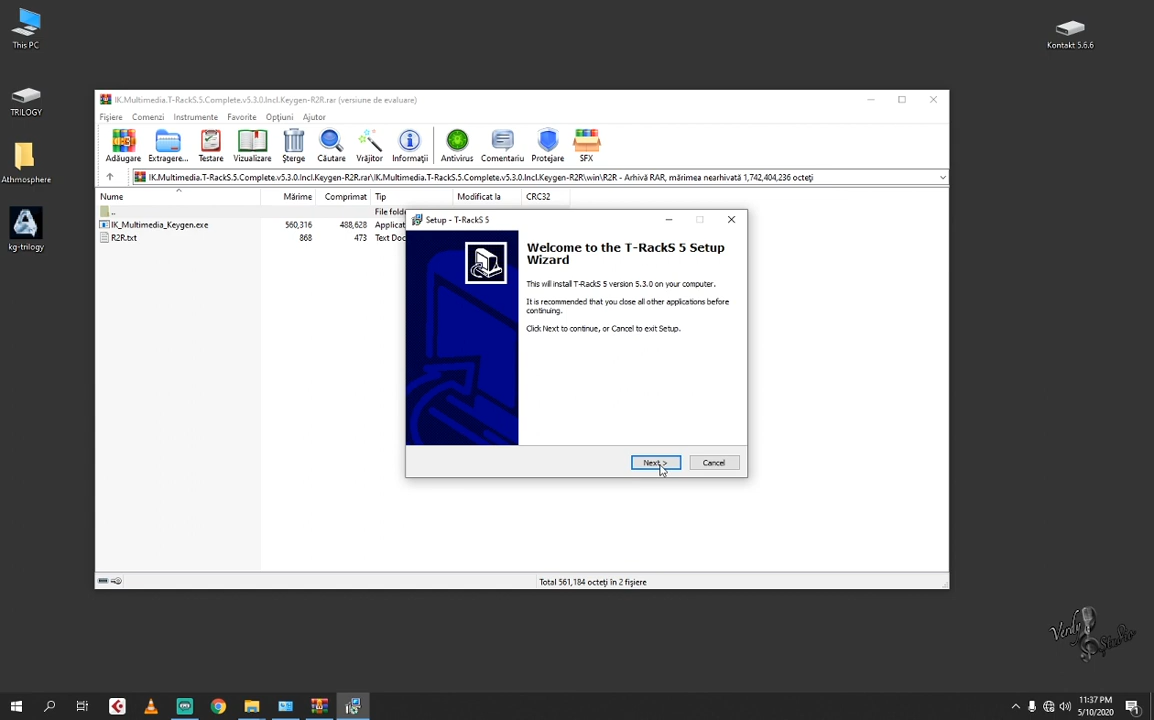 This PC
Kontakt 5.6.6
TRILOGY
Athmosphere
kg-trilogy
IK.Multimedia.T-RackS.5.Complete.v5.3.0.Incl.Keygen-R2R.rar (versiune de evaluare)
Fișiere Comenzi Instrumente Favorite Opțiuni Ajutor
Adăugare Extragere... Testare Vizualizare Șterge Căutare Vrăjitor Informații Antivirus Comentariu Protejare SFX
IK.Multimedia.T-RackS.5.Complete.v5.3.0.Incl.Keygen-R2R.rar\IK.Multimedia.T-RackS.5.Complete.v5.3.0.Incl.Keygen-R2R\win\R2R - Arhivă RAR, mărimea nearhivată 1,742,404,236 octeți
Nume Mărime Comprimat Tip Modificat la CRC32
.. File fold
IK_Multimedia_Keygen.exe 560,316 488,628 Applicat
R2R.txt 868 473 Text Doc
Setup - T-RackS 5
Welcome to the T-RackS 5 Setup
Wizard
This will install T-RackS 5 version 5.3.0 on your computer.
It is recommended that you close all other applications before
continuing.
Click Next to continue, or Cancel to exit Setup.
Next > Cancel
Total 561,184 octeți în 2 fișiere
Vendy Studio
11:37 PM
5/10/2020